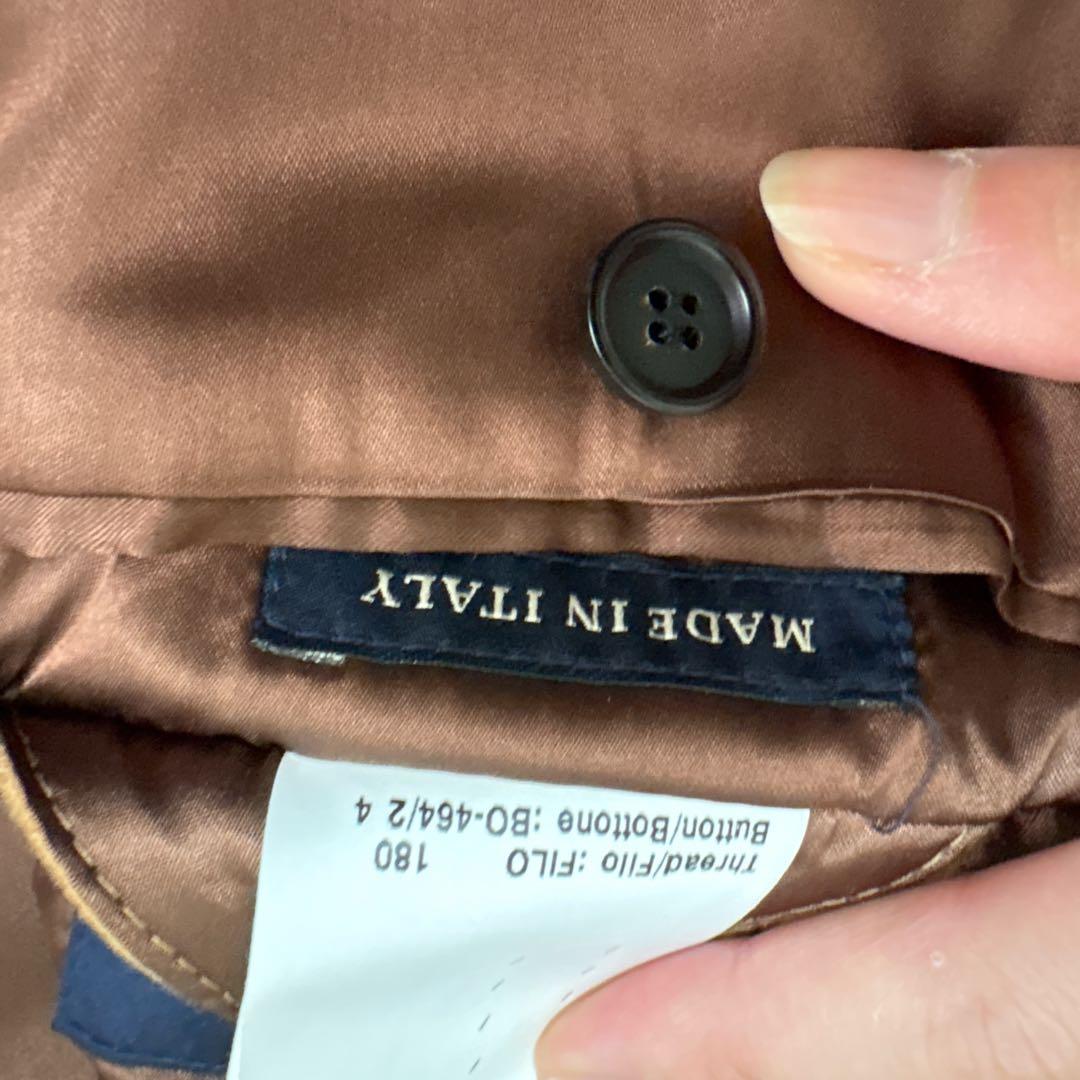 MADE IN ITALY
Thread/Filo :FILO 180
Button/Bottone :BO-464/2 4